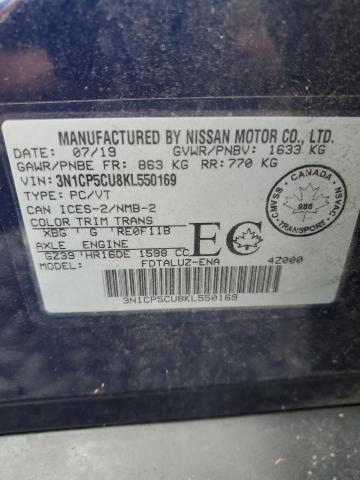 MANUFACTURED BY NISSAN MOTOR CO., LTD.
DATE: 07/19 GVWR/PNBV: 1633 KG
GAWR/PNBE FR: 863 KG RR: 770 KG
VIN: 3N1CP5CU8KL550169
TYPE: PC/VT
CAN ICES-2/NMB-2
COLOR TRIM TRANS
XBG G RE0F11B
AXLE ENGINE
GZ39 HR16DE 1598 CC
MODEL: FDTALUZ-ENA 4Z000
3N1CP5CU8KL550169
EC
CANADA
CMVSS
NSVAC
986
TRANSPORT